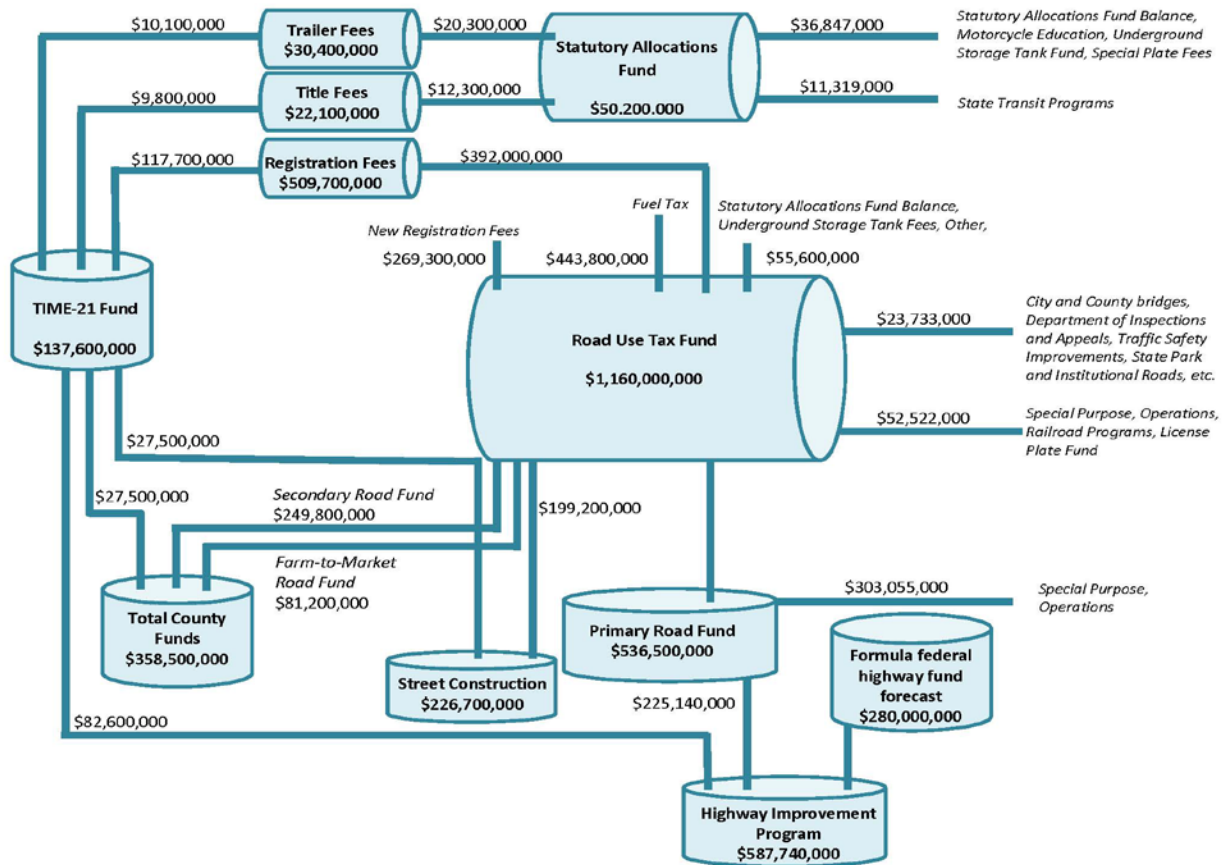 $10,100,000
Trailer Fees
$30,400,000
$20,300,000
Statutory Allocations
Fund
$50.200.000
$36,847,000
Statutory Allocations Fund Balance,
Motorcycle Education, Underground
Storage Tank Fund, Special Plate Fees
$9,800,000
Title Fees
$22,100,000
$12,300,000
$11,319,000
State Transit Programs
$117,700,000
Registration Fees
$509,700,000
$392,000,000
New Registration Fees
$269,300,000
Fuel Tax
$443,800,000
Statutory Allocations Fund Balance,
Underground Storage Tank Fees, Other,
$55,600,000
TIME-21 Fund
$137,600,000
Road Use Tax Fund
$1,160,000,000
$23,733,000
City and County bridges,
Department of Inspections
and Appeals, Traffic Safety
Improvements, State Park
and Institutional Roads, etc.
$52,522,000
Special Purpose, Operations,
Railroad Programs, License
Plate Fund
$27,500,000
$27,500,000
Secondary Road Fund
$249,800,000
$199,200,000
Farm-to-Market
Road Fund
$81,200,000
Total County
Funds
$358,500,000
Street Construction
$226,700,000
Primary Road Fund
$536,500,000
$303,055,000
Special Purpose,
Operations
Formula federal
highway fund
forecast
$280,000,000
$225,140,000
$82,600,000
Highway Improvement
Program
$587,740,000